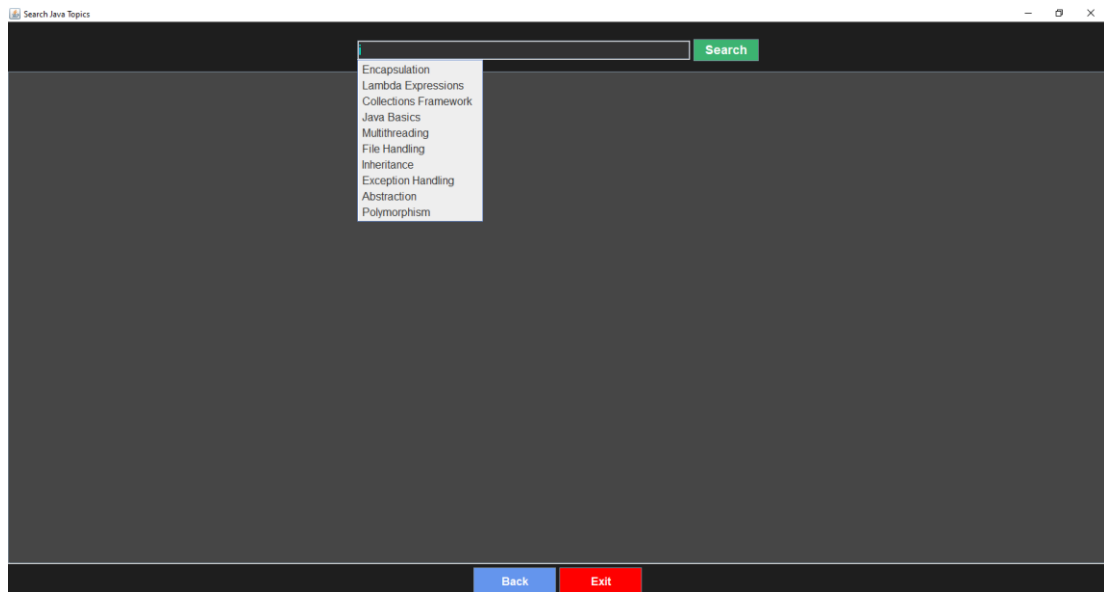 Search Java Topics
i
Search
Encapsulation
Lambda Expressions
Collections Framework
Java Basics
Multithreading
File Handling
Inheritance
Exception Handling
Abstraction
Polymorphism
Back
Exit